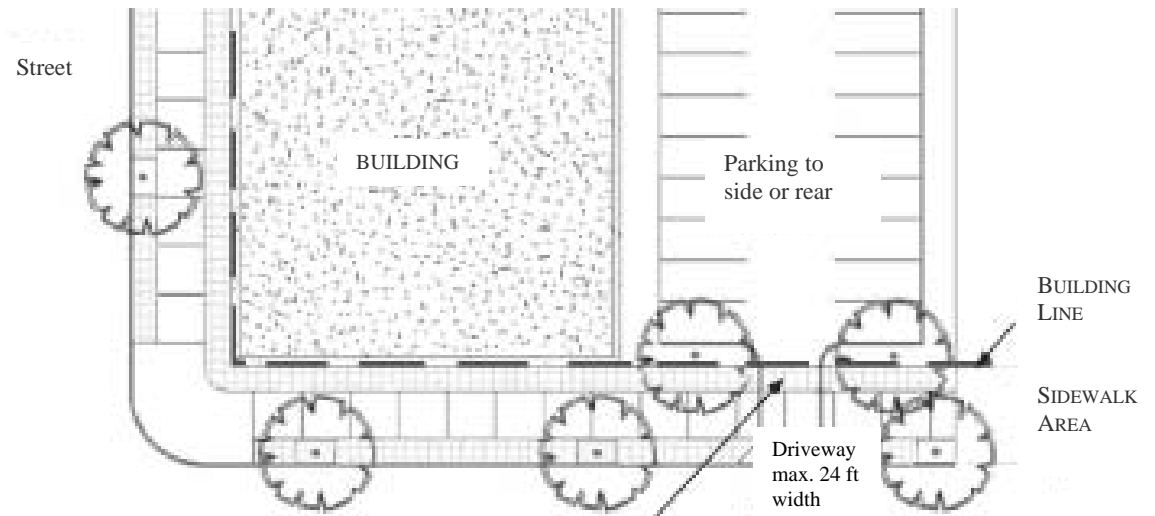 Street
BUILDING
Parking to
side or rear
BUILDING
LINE
SIDEWALK
AREA
Driveway
max. 24 ft
width